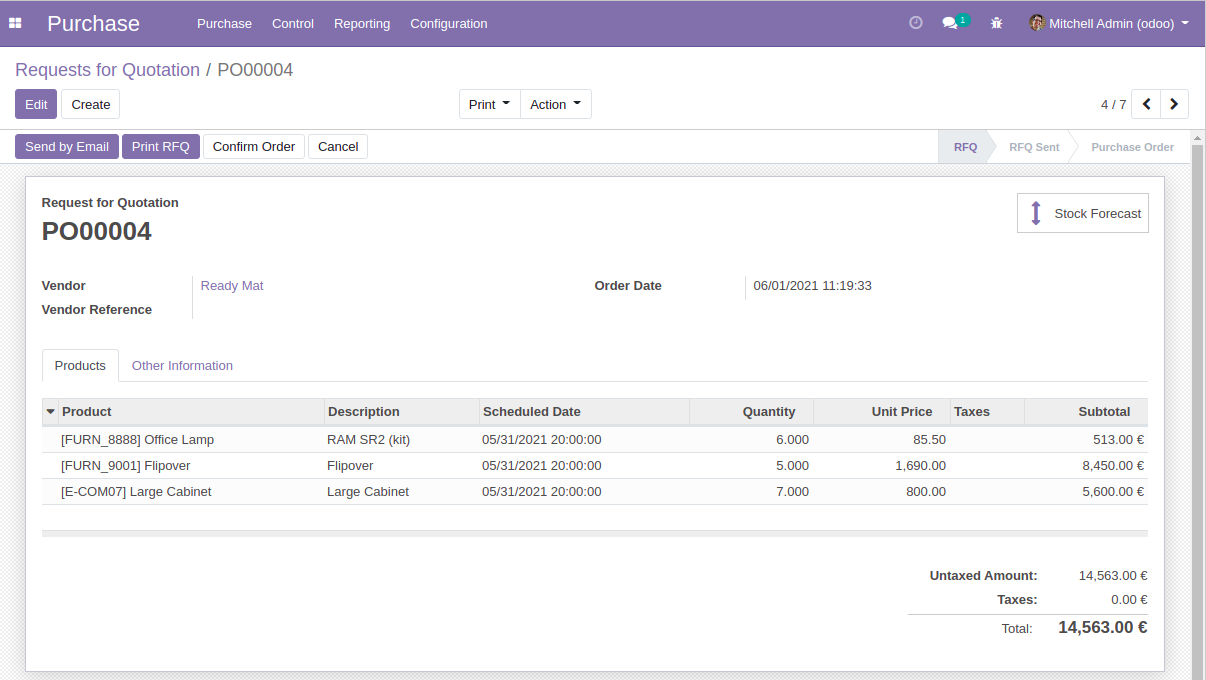 Purchase Purchase Control Reporting Configuration 1 Mitchell Admin (odoo)
Requests for Quotation / PO00004
Edit Create Print Action 4 / 7
Send by Email Print RFQ Confirm Order Cancel RFQ RFQ Sent Purchase Order
Request for Quotation
PO00004
Stock Forecast
Vendor Ready Mat Order Date 06/01/2021 11:19:33
Vendor Reference
Products Other Information
Product Description Scheduled Date Quantity Unit Price Taxes Subtotal
[FURN_8888] Office Lamp RAM SR2 (kit) 05/31/2021 20:00:00 6.000 85.50 513.00 €
[FURN_9001] Flipover Flipover 05/31/2021 20:00:00 5.000 1,690.00 8,450.00 €
[E-COM07] Large Cabinet Large Cabinet 05/31/2021 20:00:00 7.000 800.00 5,600.00 €
Untaxed Amount: 14,563.00 €
Taxes: 0.00 €
Total: 14,563.00 €